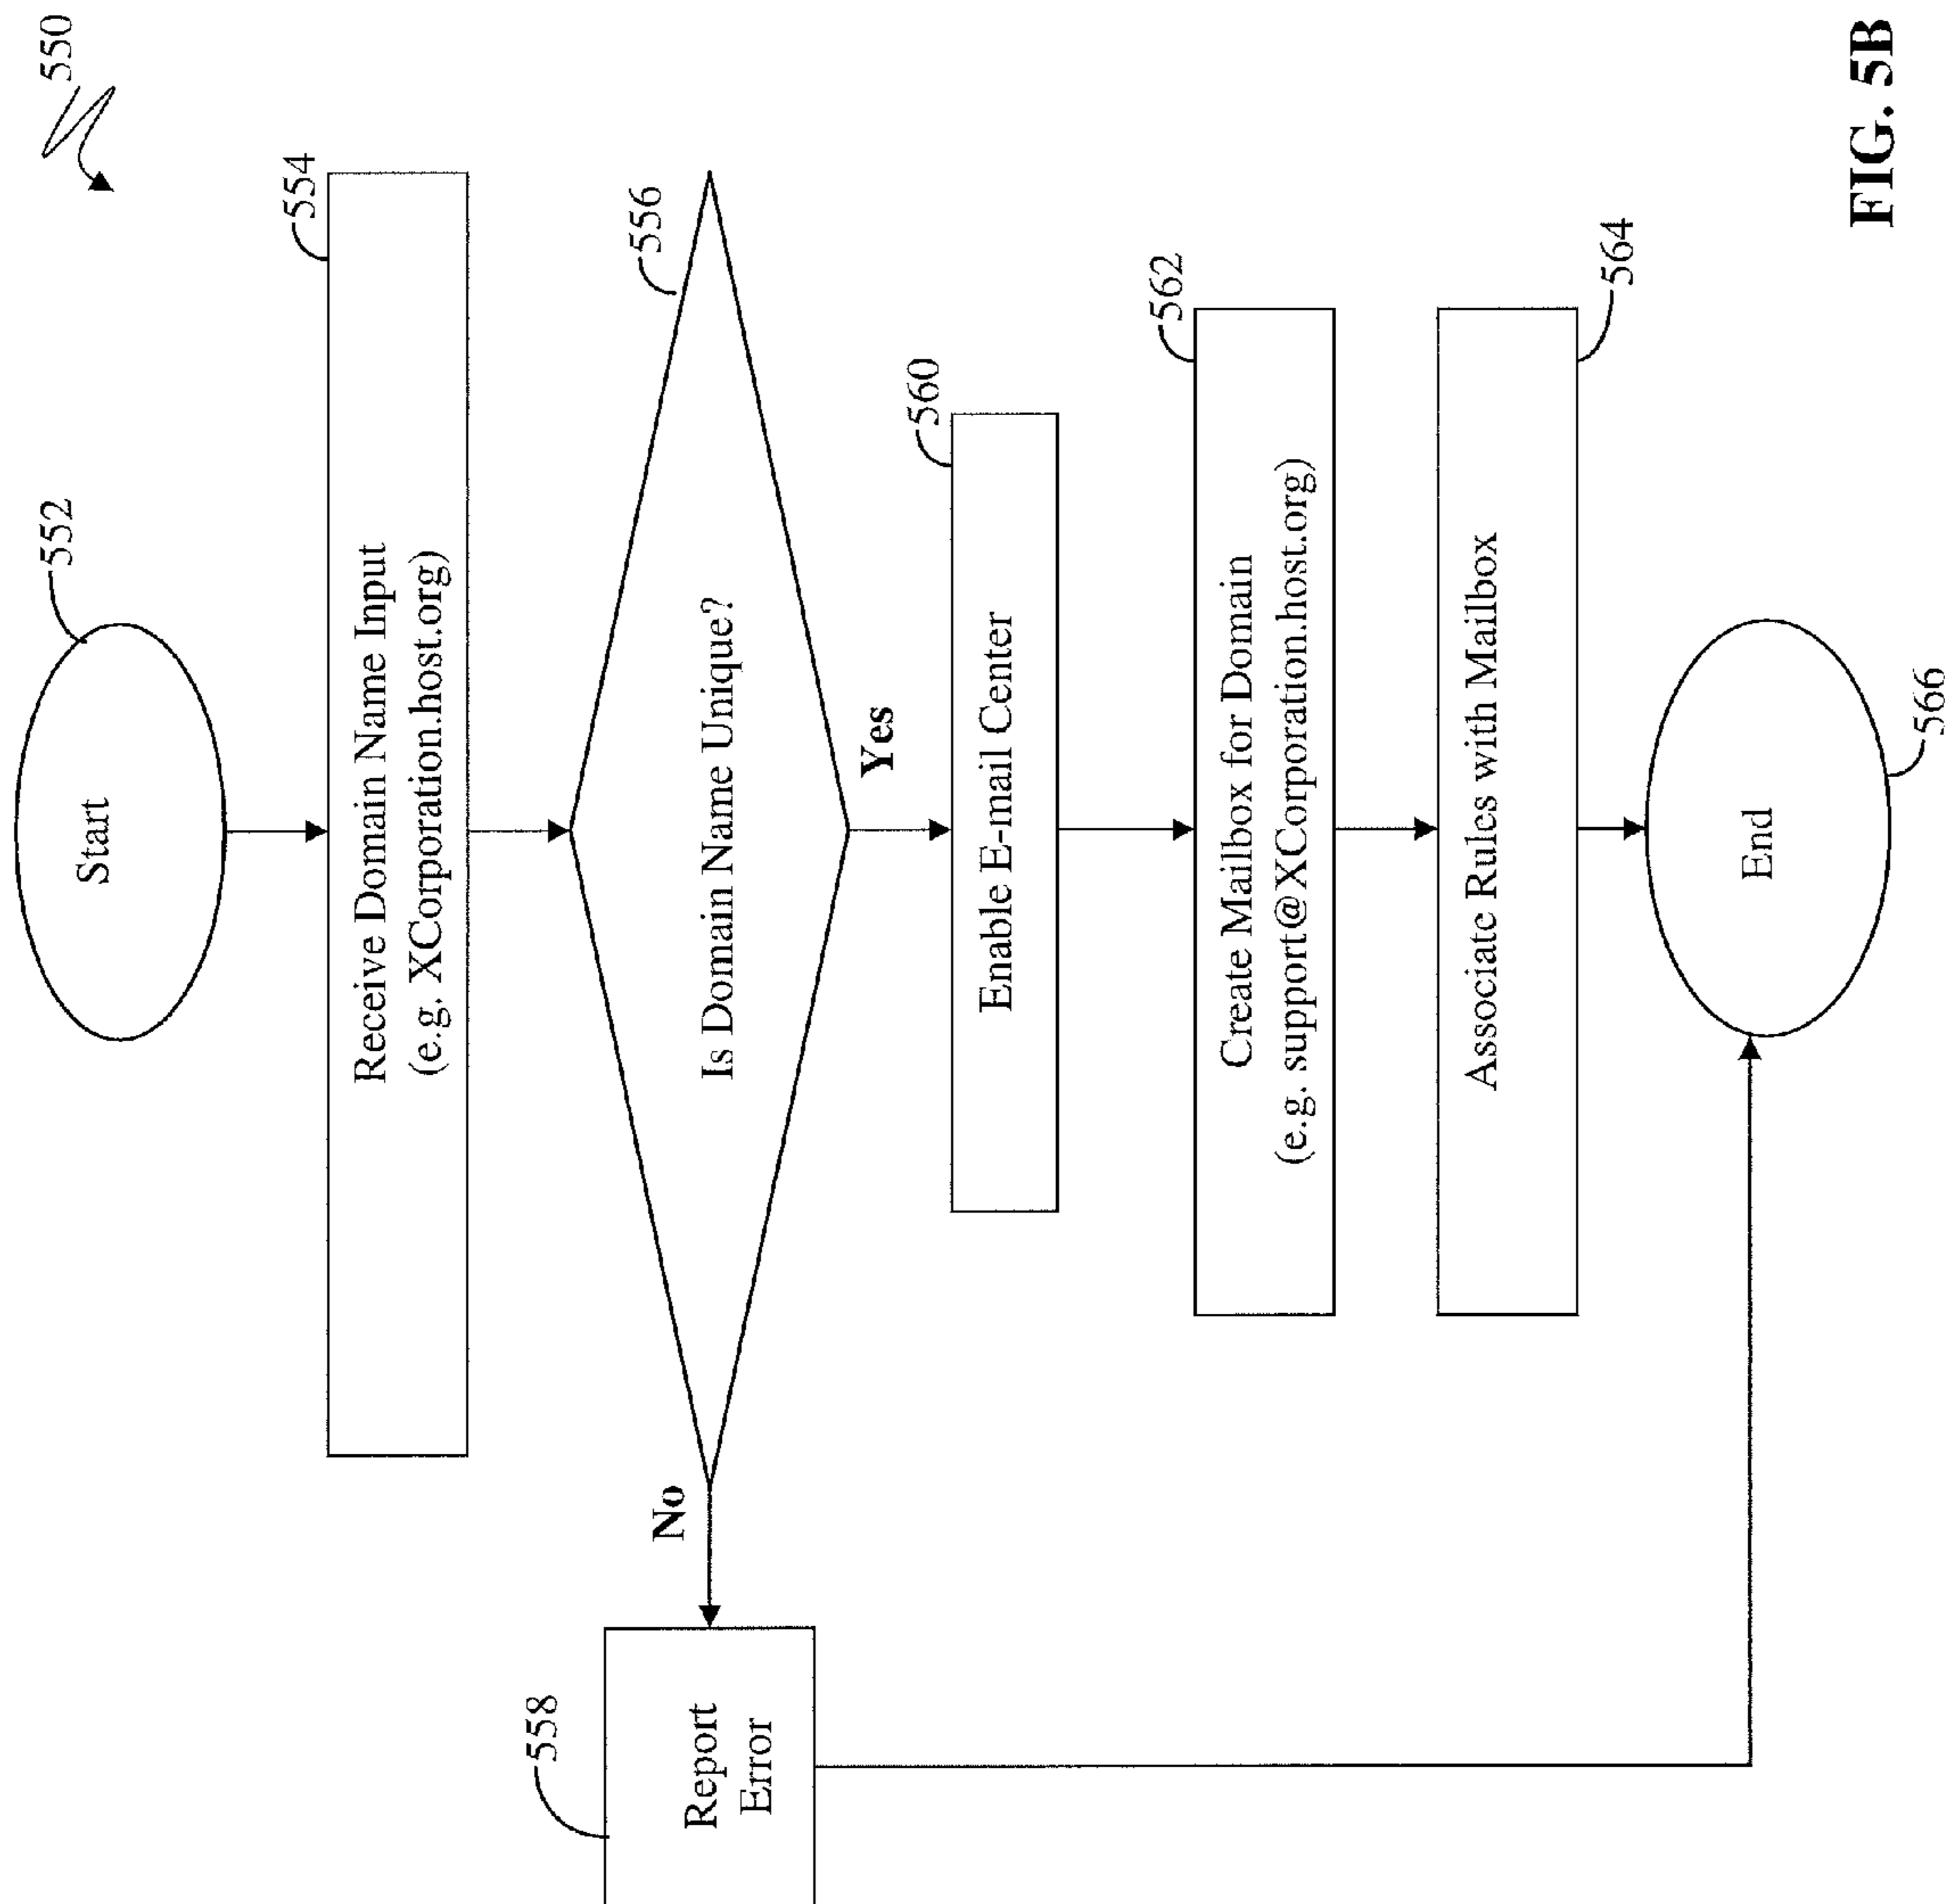 550
552
Start
554
Receive Domain Name Input
(e.g. XCorporation.host.org)
556
Is Domain Name Unique?
No
Yes
558
Report
Error
560
Enable E-mail Center
562
Create Mailbox for Domain
(e.g. support@XCorporation.host.org)
Associate Rules with Mailbox
564
End
566
FIG. 5B